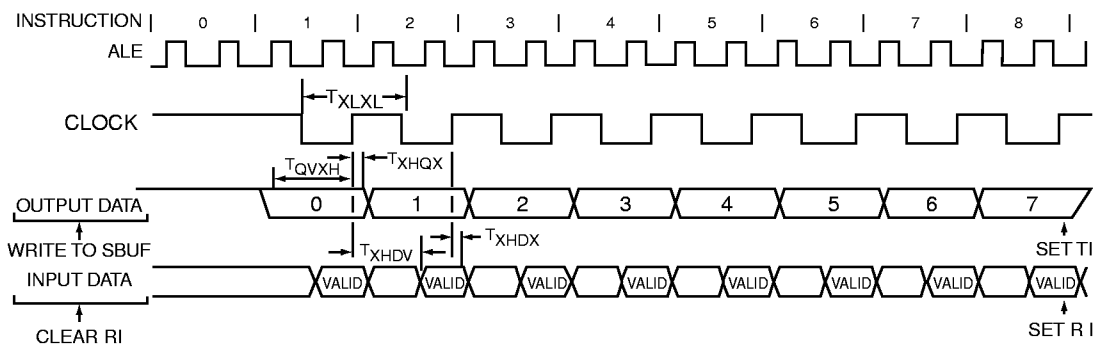 INSTRUCTION 0 1 2 3 4 5 6 7 8
ALE
TXLXL
CLOCK
TQVXH TXHQX
OUTPUT DATA 0 1 2 3 4 5 6 7
WRITE TO SBUF TXHDV TXHDX SET TI
INPUT DATA VALID VALID VALID VALID VALID VALID VALID VALID
CLEAR RI SET R I